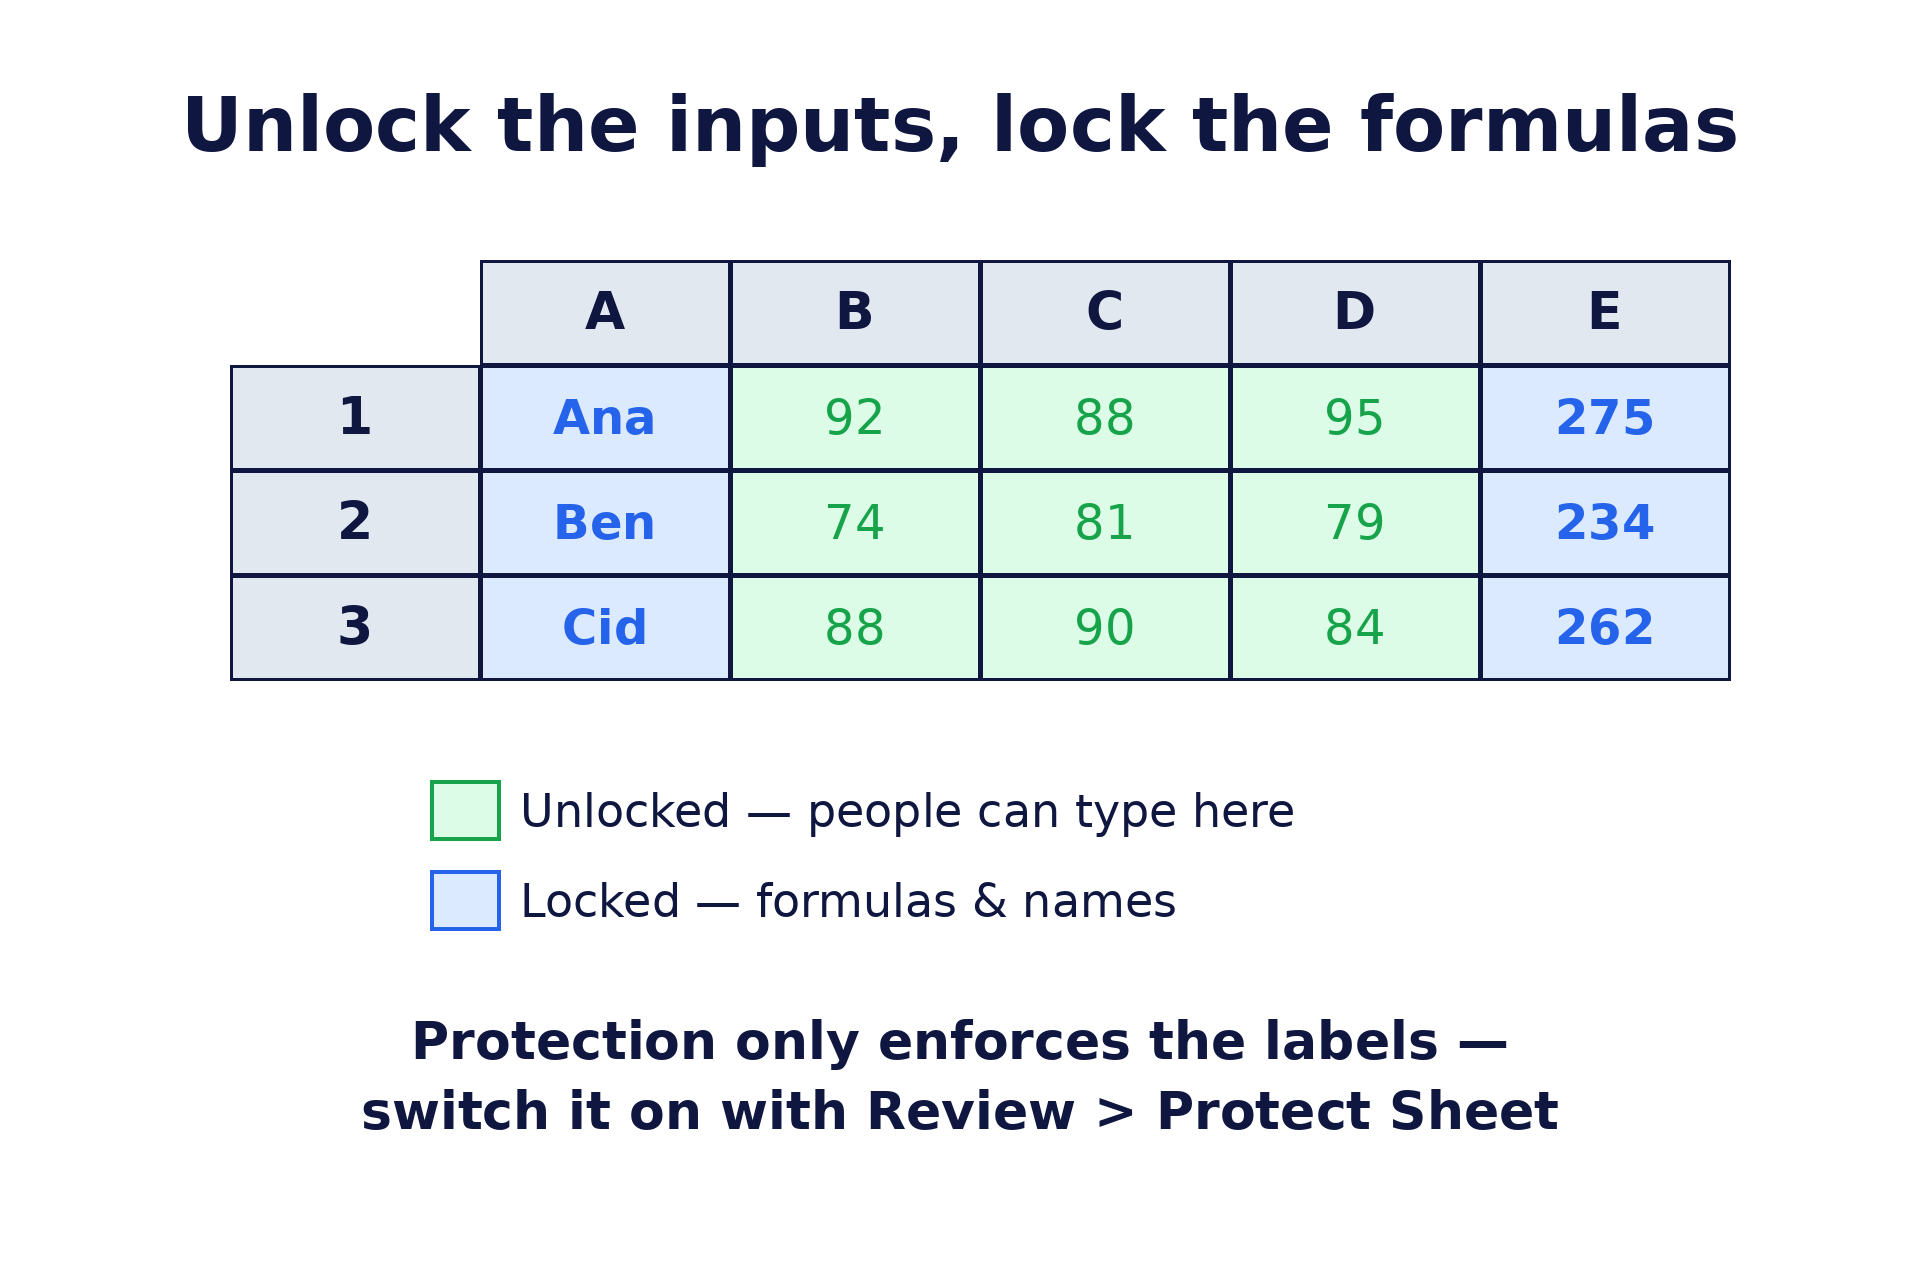 Unlock the inputs, lock the formulas
A B C D E
1 Ana 92 88 95 275
2 Ben 74 81 79 234
3 Cid 88 90 84 262
Unlocked — people can type here
Locked — formulas & names
Protection only enforces the labels —
switch it on with Review > Protect Sheet